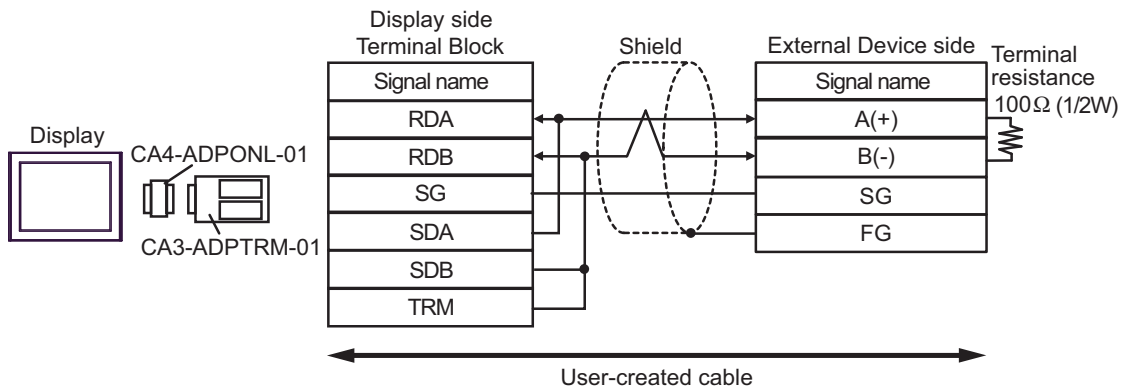 Display
CA4-ADPONL-01
CA3-ADPTRM-01
Display side
Terminal Block
Signal name
RDA
RDB
SG
SDA
SDB
TRM
Shield
External Device side
Signal name
A(+)
B(-)
SG
FG
Terminal
resistance
100Ω (1/2W)
User-created cable